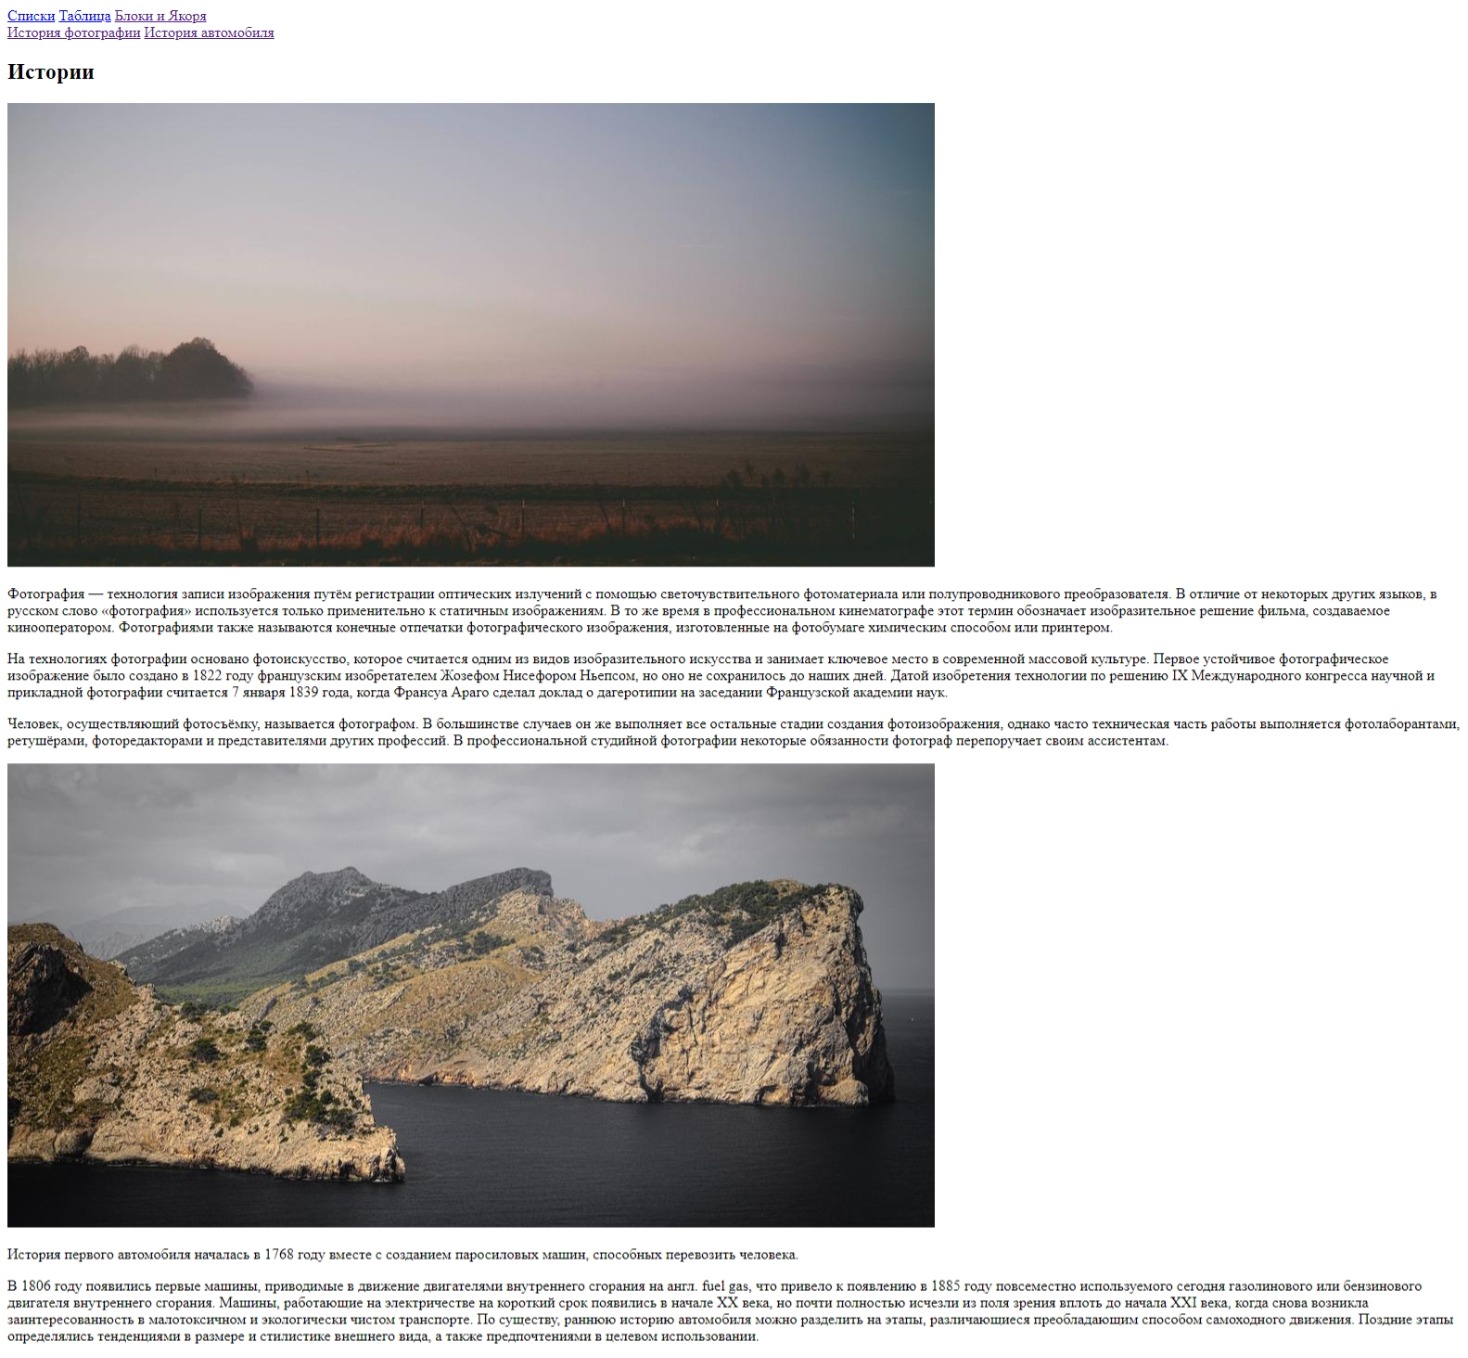 Списки Таблица Блоки и Якоря
История фотографии История автомобиля
Истории
Фотография — технология записи изображения путём регистрации оптических излучений с помощью светочувствительного фотоматериала или полупроводникового преобразователя. В отличие от некоторых других языков, в
русском слово «фотография» используется только применительно к статичным изображениям. В то же время в профессиональном кинематографе этот термин обозначает изобразительное решение фильма, создаваемое
кинооператором. Фотографиями также называются конечные отпечатки фотографического изображения, изготовленные на фотобумаге химическим способом или принтером.
На технологиях фотографии основано фотоискусство, которое считается одним из видов изобразительного искусства и занимает ключевое место в современной массовой культуре. Первое устойчивое фотографическое
изображение было создано в 1822 году французским изобретателем Жозефом Нисефором Ньепсом, но оно не сохранилось до наших дней. Датой изобретения технологии по решению IX Международного конгресса научной и
прикладной фотографии считается 7 января 1839 года, когда Франсуа Араго сделал доклад о дагеротипии на заседании Французской академии наук.
Человек, осуществляющий фотосъёмку, называется фотографом. В большинстве случаев он же выполняет все остальные стадии создания фотоизображения, однако часто техническая часть работы выполняется фотолаборантами,
ретушёрами, фоторедакторами и представителями других профессий. В профессиональной студийной фотографии некоторые обязанности фотограф перепоручает своим ассистентам.
История первого автомобиля началась в 1768 году вместе с созданием паросиловых машин, способных перевозить человека.
В 1806 году появились первые машины, приводимые в движение двигателями внутреннего сгорания на англ. fuel gas, что привело к появлению в 1885 году повсеместно используемого сегодня газолинового или бензинового
двигателя внутреннего сгорания. Машины, работающие на электричестве на короткий срок появились в начале XX века, но почти полностью исчезли из поля зрения вплоть до начала XXI века, когда снова возникла
заинтересованность в малотоксичном и экологически чистом транспорте. По существу, раннюю историю автомобиля можно разделить на этапы, различающиеся преобладающим способом самоходного движения. Поздние этапы
определялись тенденциями в размере и стилистике внешнего вида, а также предпочтениями в целевом использовании.